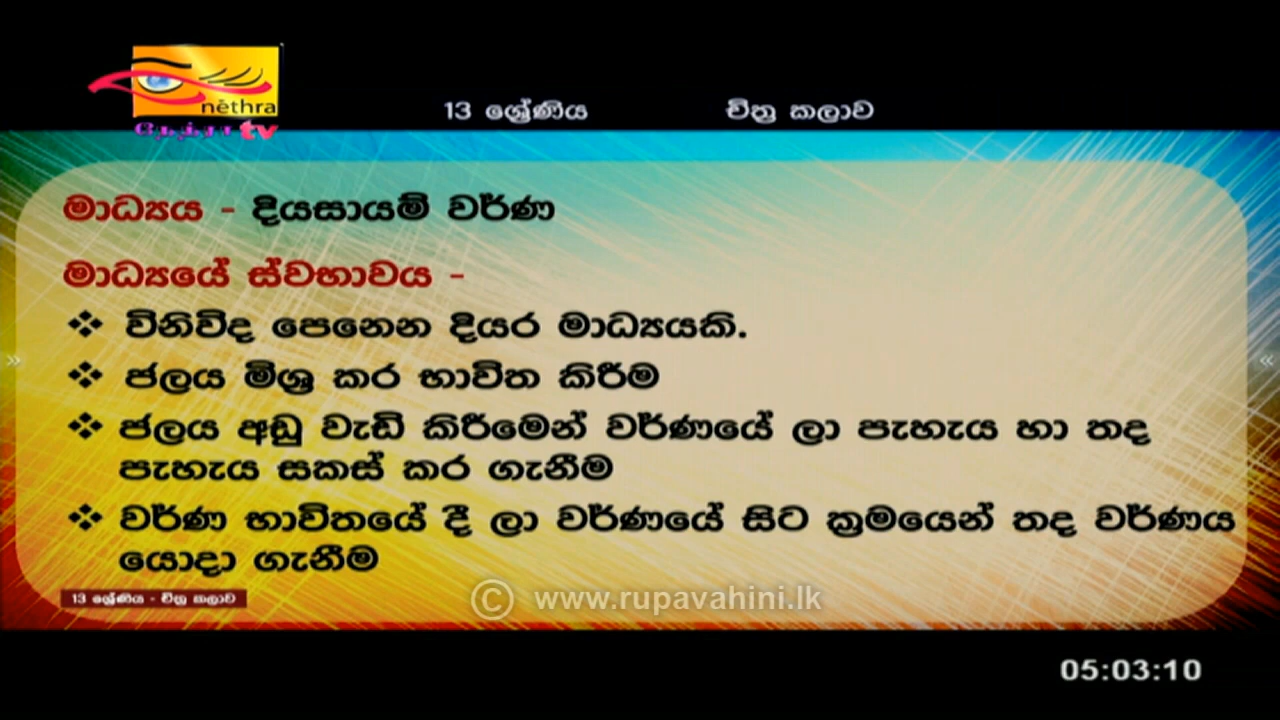 nēthra
நேத்ரா tv
13 ශ්‍රේණිය චිත්‍ර කලාව
මාධ්‍යය - දියසායම් වර්ණ
මාධ්‍යයේ ස්වභාවය -
❖ විනිවිද පෙනෙන දියර මාධ්‍යයකි.
❖ ජලය මිශ්‍ර කර භාවිත කිරීම
❖ ජලය අඩු වැඩි කිරීමෙන් වර්ණයේ ලා පැහැය හා තද
පැහැය සකස් කර ගැනීම
❖ වර්ණ භාවිතයේ දී ලා වර්ණයේ සිට ක්‍රමයෙන් තද වර්ණය
යොදා ගැනීම
13 ශ්‍රේණිය - චිත්‍ර කලාව
© www.rupavahini.lk
05:03:10